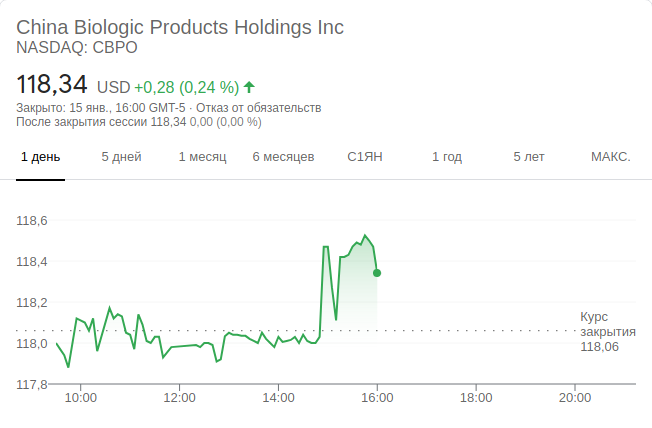 China Biologic Products Holdings Inc
NASDAQ: CBPO
118,34 USD +0,28 (0,24 %)
Закрыто: 15 янв., 16:00 GMT-5 · Отказ от обязательств
После закрытия сессии 118,34 0,00 (0,00 %)
1 день 5 дней 1 месяц 6 месяцев С1ЯН 1 год 5 лет МАКС.
118,6
118,4
118,2
118,0
117,8
Курс
закрытия
118,06
10:00 12:00 14:00 16:00 18:00 20:00